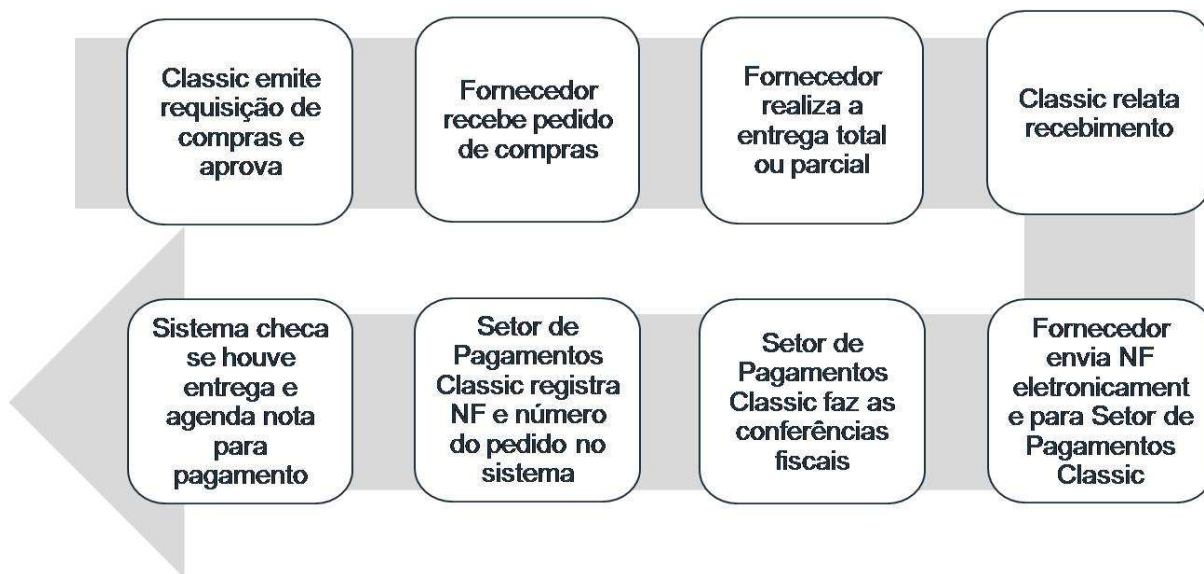 Classic emite
requisição de
compras e
aprova
Fornecedor
recebe pedido
de compras
Fornecedor
realiza a
entrega total
ou parcial
Classic relata
recebimento
Fornecedor
envia NF
eletronicament
e para Setor de
Pagamentos
Classic
Setor de
Pagamentos
Classic faz as
conferências
fiscais
Setor de
Pagamentos
Classic registra
NF e número
do pedido no
sistema
Sistema checa
se houve
entrega e
agenda nota
para
pagamento